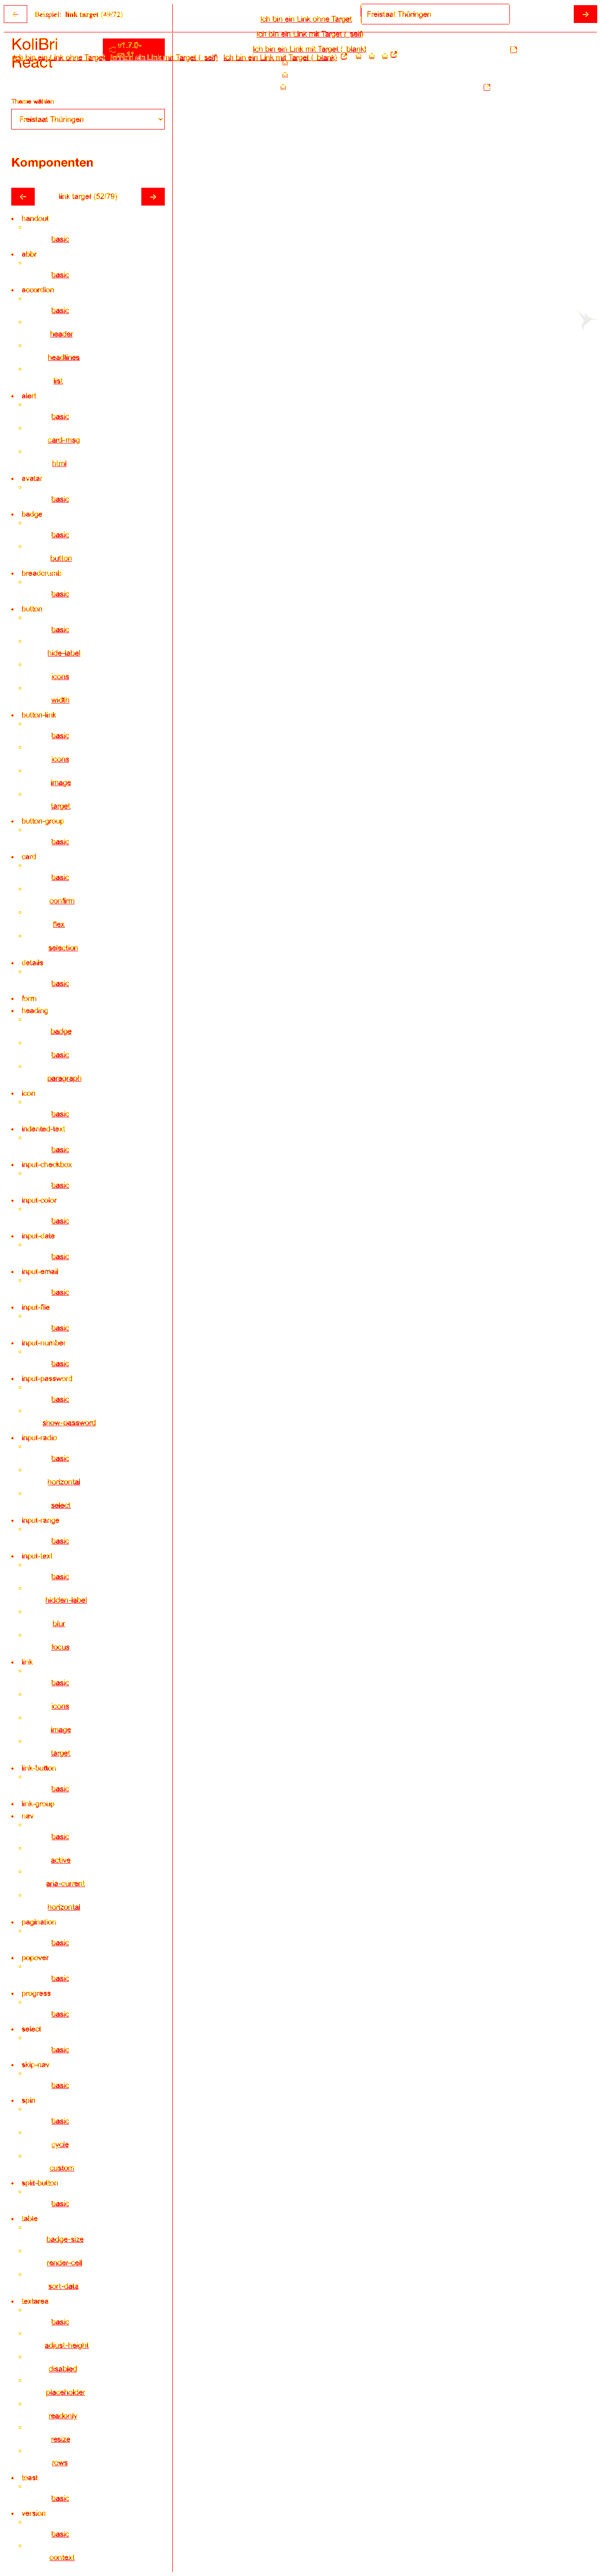 Beispiel: link target (49/72)
Ich bin ein Link ohne Target
Freistaat Thüringen
Ich bin ein Link mit Target (_self)
KoliBri
React
Ich bin ein Link mit Target (_blank)
Ich bin ein Link ohne Target Ich bin ein Link mit Target (_self) Ich bin ein Link mit Target (_blank)
Theme wählen
Freistaat Thüringen
Komponenten
link target (52/79)
handout
basic
abbr
basic
accordion
basic
header
headlines
list
alert
basic
card-msg
html
avatar
basic
badge
basic
button
breadcrumb
basic
button
basic
hide-label
icons
width
button-link
basic
icons
image
target
button-group
basic
card
basic
confirm
flex
selection
details
basic
form
heading
badge
basic
paragraph
icon
basic
indented-text
basic
input-checkbox
basic
input-color
basic
input-date
basic
input-email
basic
input-file
basic
input-number
basic
input-password
basic
show-password
input-radio
basic
horizontal
select
input-range
basic
input-text
basic
hidden-label
blur
focus
link
basic
icons
image
target
link-button
basic
link-group
nav
basic
active
aria-current
horizontal
pagination
basic
popover
basic
progress
basic
select
basic
skip-nav
basic
spin
basic
cycle
custom
split-button
basic
table
badge-size
render-cell
sort-data
textarea
basic
adjust-height
disabled
placeholder
readonly
resize
rows
toast
basic
version
basic
context